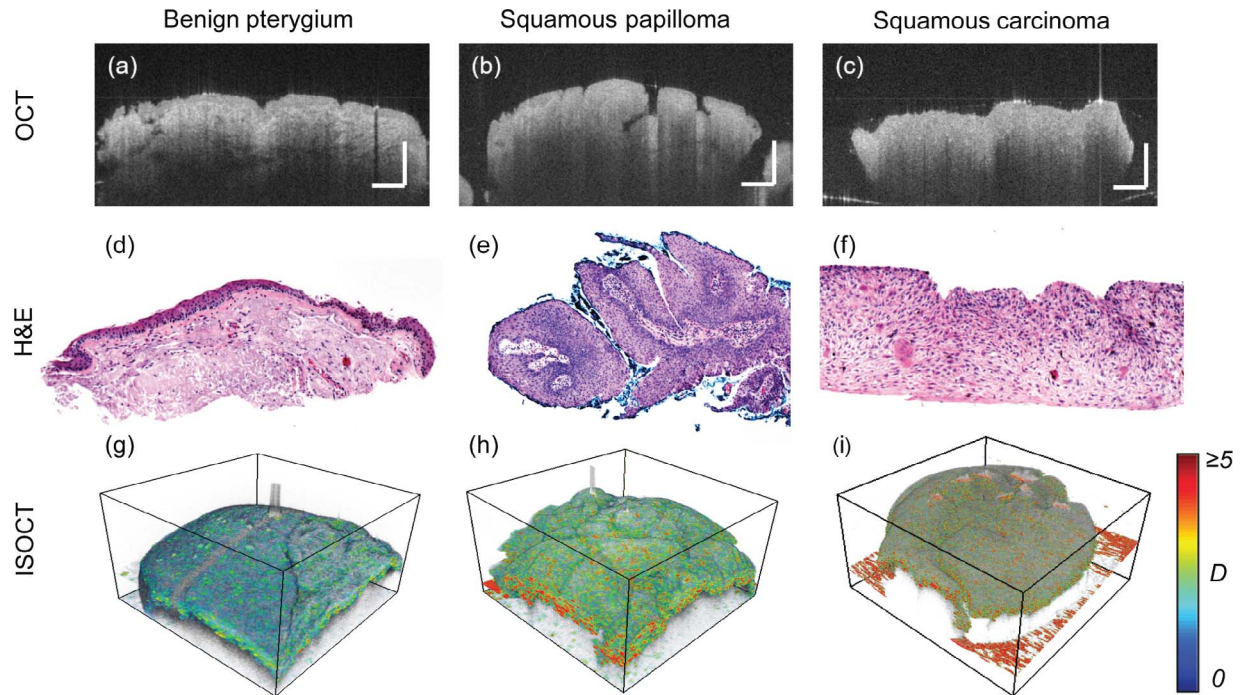 Benign pterygium
Squamous papilloma
Squamous carcinoma
OCT
(a)
(b)
(c)
H&E
(d)
(e)
(f)
ISOCT
(g)
(h)
(i)
≥5
D
0